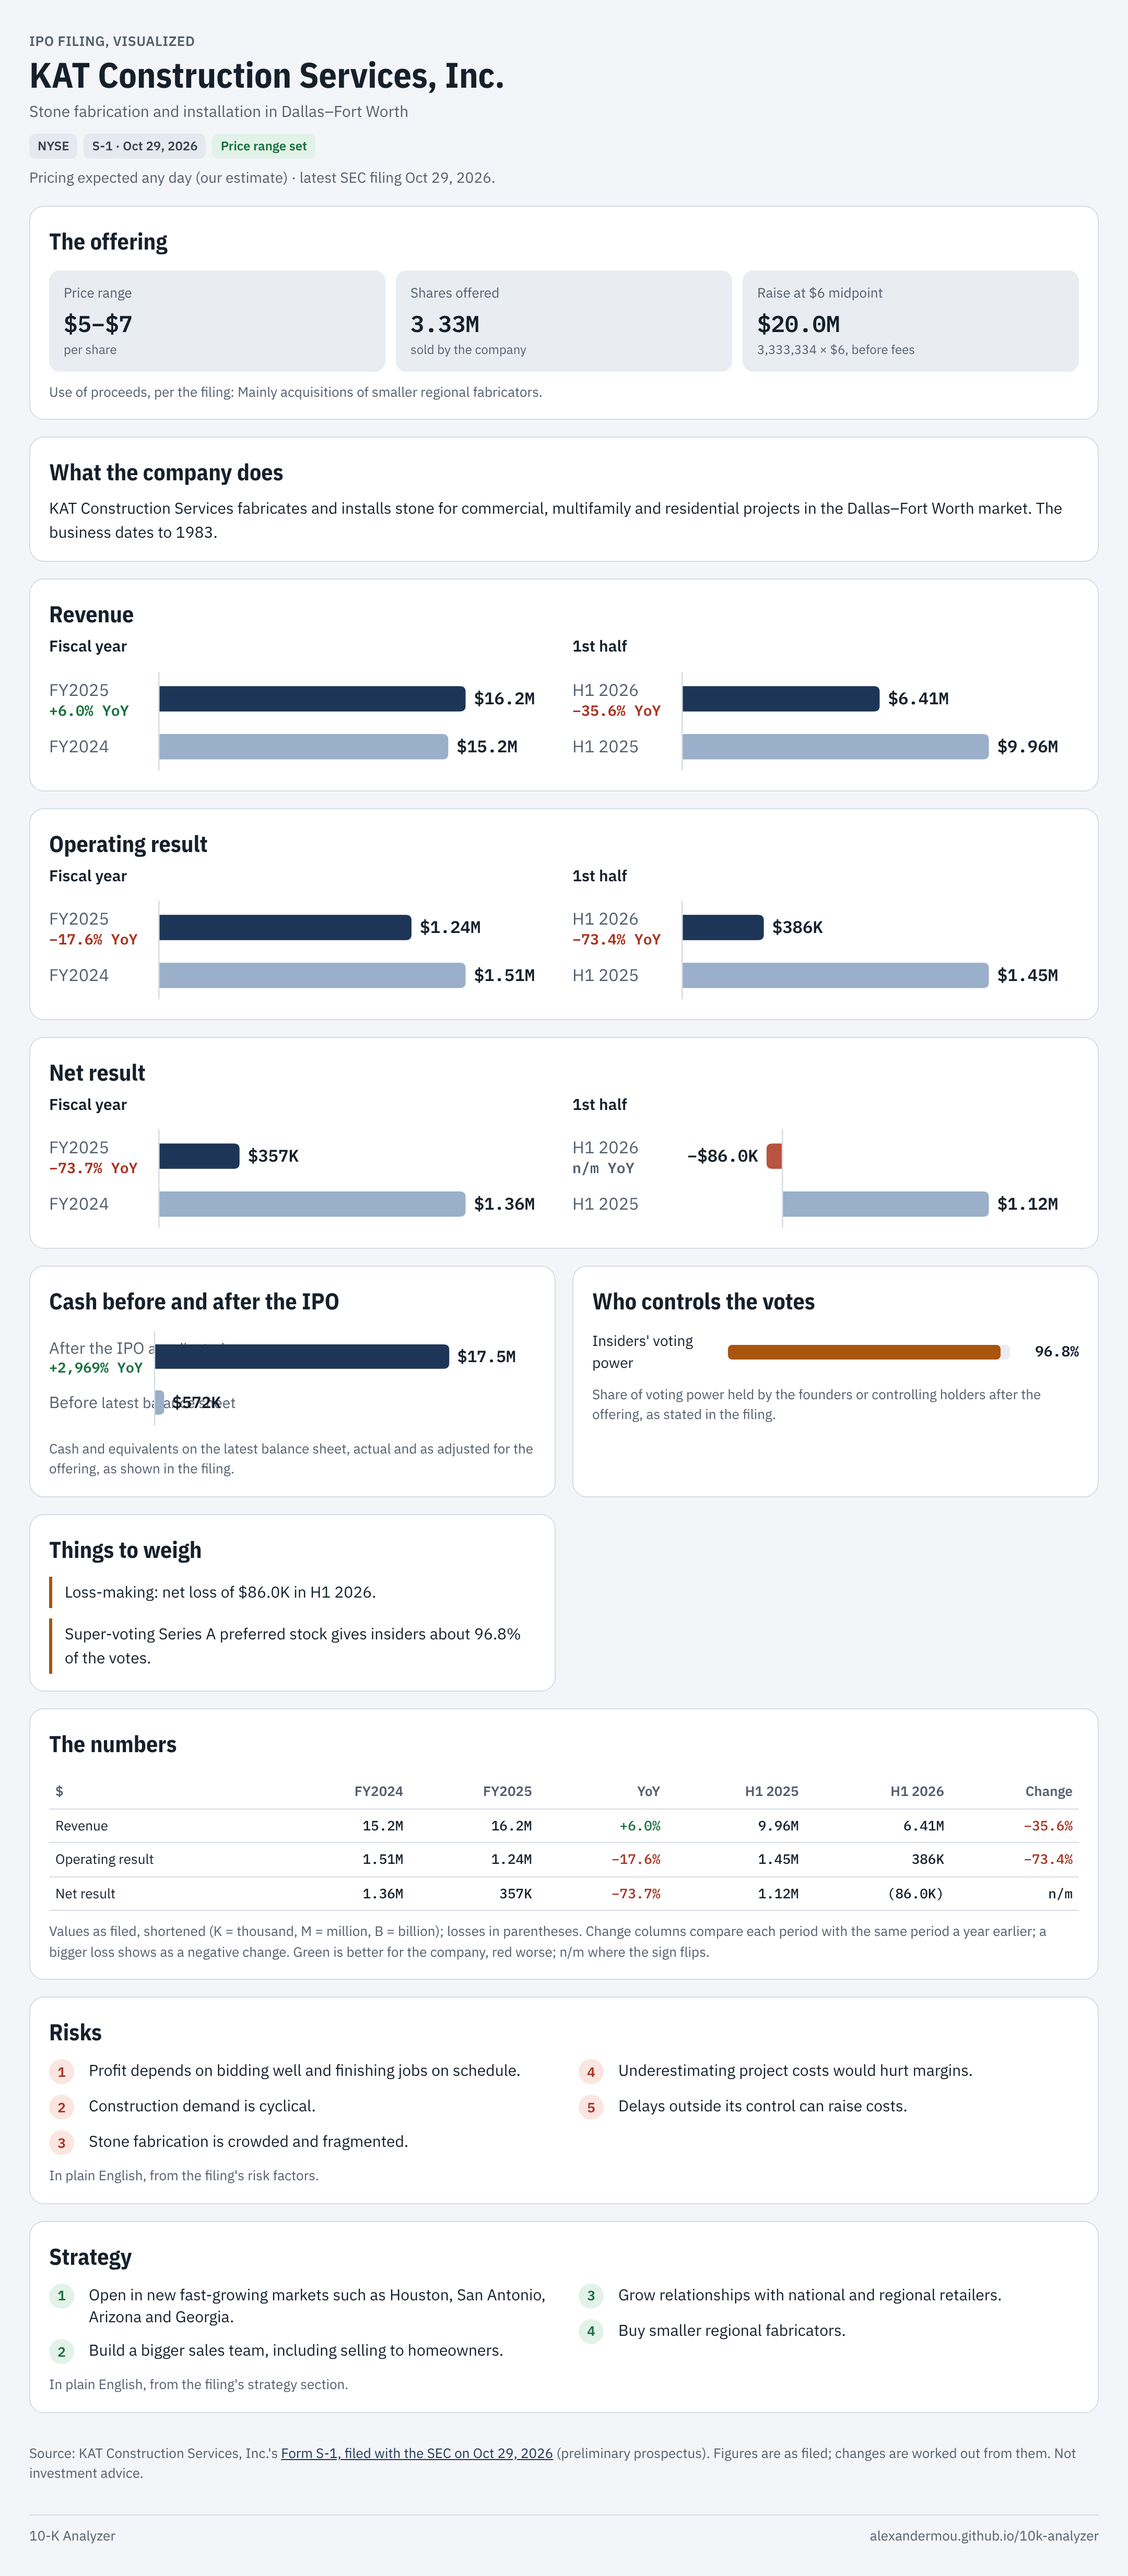 IPO FILING, VISUALIZED
KAT Construction Services, Inc.
Stone fabrication and installation in Dallas–Fort Worth
NYSE
S-1 · Oct 29, 2026
Price range set
Pricing expected any day (our estimate) · latest SEC filing Oct 29, 2026.
The offering
Price range
$5–$7
per share
Shares offered
3.33M
sold by the company
Raise at $6 midpoint
$20.0M
3,333,334 × $6, before fees
Use of proceeds, per the filing: Mainly acquisitions of smaller regional fabricators.
What the company does
KAT Construction Services fabricates and installs stone for commercial, multifamily and residential projects in the Dallas–Fort Worth market. The
business dates to 1983.
Revenue
Fiscal year
FY2025
+6.0% YoY
$16.2M
FY2024
$15.2M
1st half
H1 2026
−35.6% YoY
$6.41M
H1 2025
$9.96M
Operating result
Fiscal year
FY2025
−17.6% YoY
$1.24M
FY2024
$1.51M
1st half
H1 2026
−73.4% YoY
$386K
H1 2025
$1.45M
Net result
Fiscal year
FY2025
−73.7% YoY
$357K
FY2024
$1.36M
1st half
H1 2026
n/m YoY
−$86.0K
H1 2025
$1.12M
Cash before and after the IPO
After the IPO
+2,969% YoY
$17.5M
Before latest balance sheet
$572K
Cash and equivalents on the latest balance sheet, actual and as adjusted for the
offering, as shown in the filing.
Who controls the votes
Insiders' voting
power
96.8%
Share of voting power held by the founders or controlling holders after the
offering, as stated in the filing.
Things to weigh
Loss-making: net loss of $86.0K in H1 2026.
Super-voting Series A preferred stock gives insiders about 96.8%
of the votes.
The numbers
$ FY2024 FY2025 YoY H1 2025 H1 2026 Change
Revenue 15.2M 16.2M +6.0% 9.96M 6.41M −35.6%
Operating result 1.51M 1.24M −17.6% 1.45M 386K −73.4%
Net result 1.36M 357K −73.7% 1.12M (86.0K) n/m
Values as filed, shortened (K = thousand, M = million, B = billion); losses in parentheses. Change columns compare each period with the same period a year earlier; a
bigger loss shows as a negative change. Green is better for the company, red worse; n/m where the sign flips.
Risks
1 Profit depends on bidding well and finishing jobs on schedule.
2 Construction demand is cyclical.
3 Stone fabrication is crowded and fragmented.
4 Underestimating project costs would hurt margins.
5 Delays outside its control can raise costs.
In plain English, from the filing's risk factors.
Strategy
1 Open in new fast-growing markets such as Houston, San Antonio,
Arizona and Georgia.
2 Build a bigger sales team, including selling to homeowners.
3 Grow relationships with national and regional retailers.
4 Buy smaller regional fabricators.
In plain English, from the filing's strategy section.
Source: KAT Construction Services, Inc.'s Form S-1, filed with the SEC on Oct 29, 2026 (preliminary prospectus). Figures are as filed; changes are worked out from them. Not
investment advice.
10-K Analyzer
alexandermou.github.io/10k-analyzer